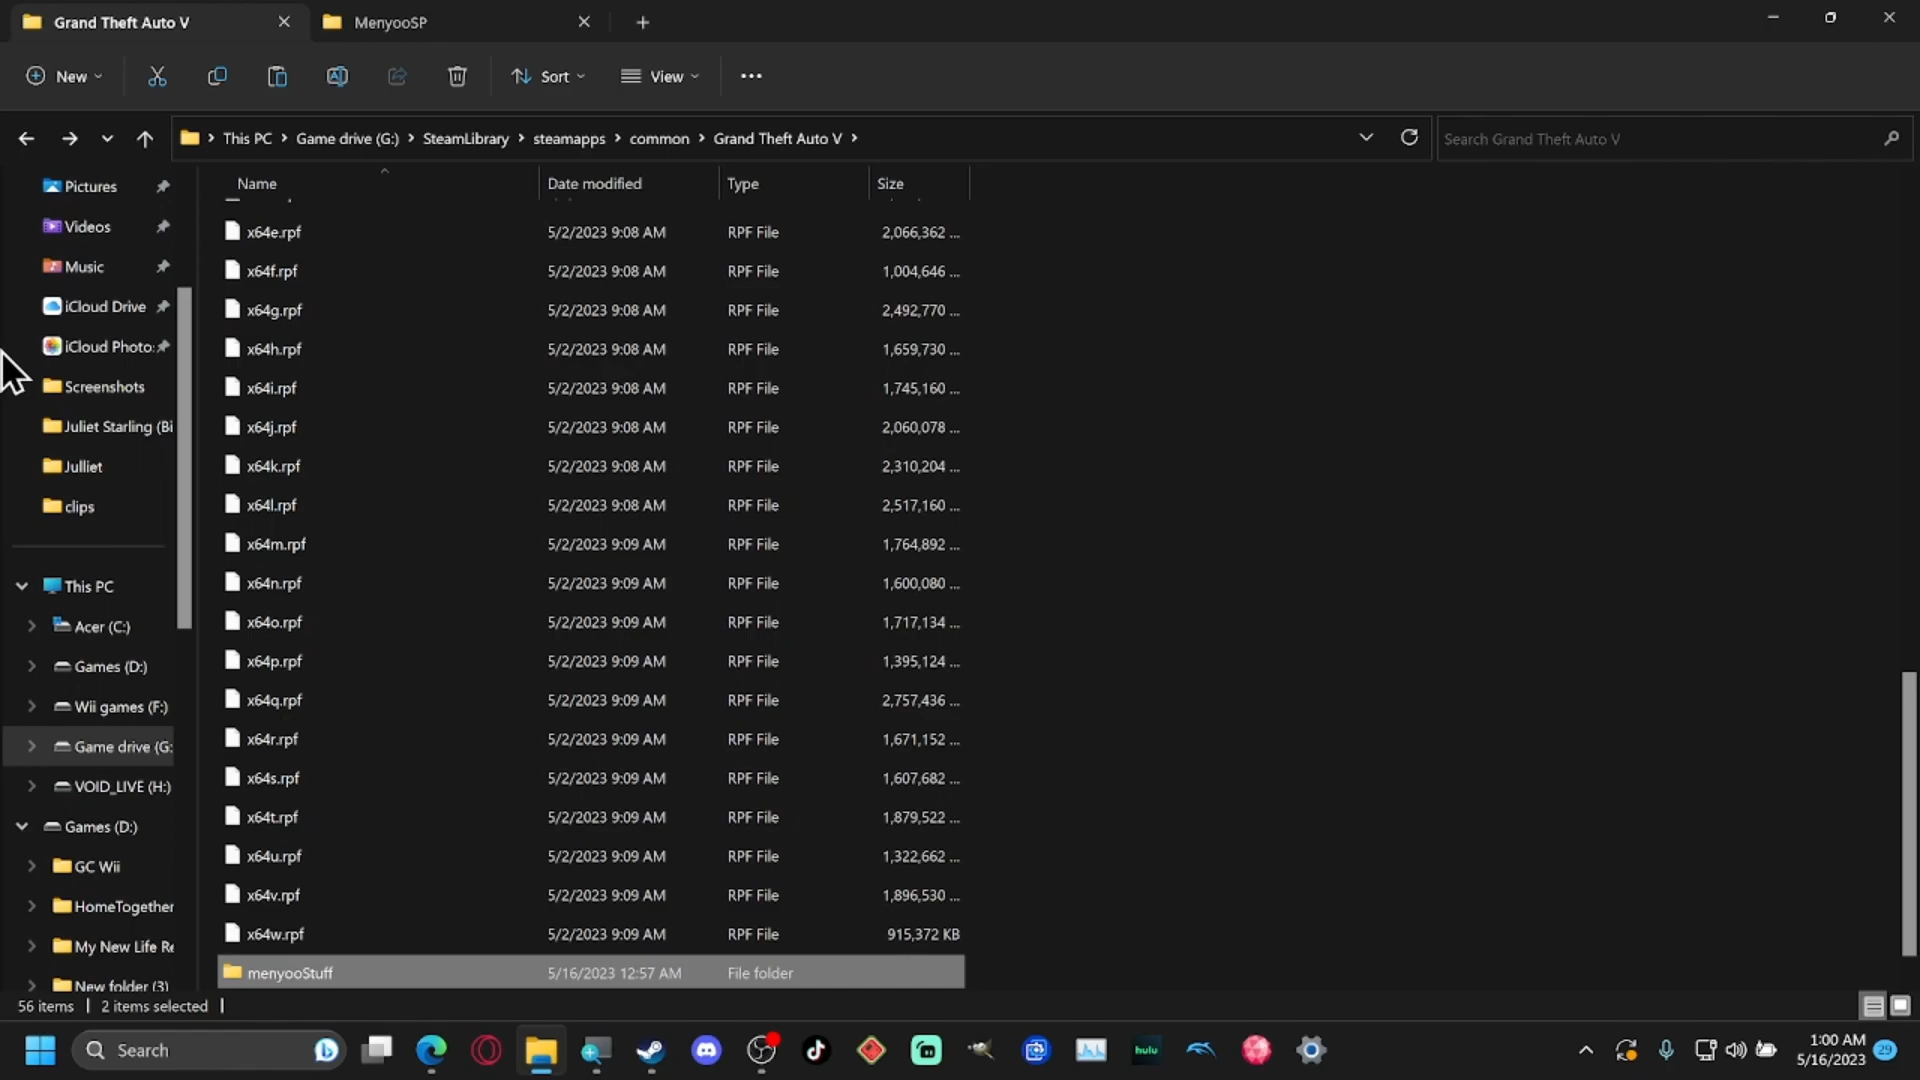 Grand Theft Auto V
MenyooSP
New
Sort
View
This PC > Game drive (G:) > SteamLibrary > steamapps > common > Grand Theft Auto V >
Search Grand Theft Auto V
Pictures
Videos
Music
iCloud Drive
iCloud Photo
Screenshots
Juliet Starling (Bi
Julliet
clips
This PC
Acer (C:)
Games (D:)
Wii games (F:)
Game drive (G:
VOID_LIVE (H:)
Games (D:)
GC Wii
HomeTogether
My New Life Re
New folder (3)
Name Date modified Type Size
x64e.rpf 5/2/2023 9:08 AM RPF File 2,066,362 ...
x64f.rpf 5/2/2023 9:08 AM RPF File 1,004,646 ...
x64g.rpf 5/2/2023 9:08 AM RPF File 2,492,770 ...
x64h.rpf 5/2/2023 9:08 AM RPF File 1,659,730 ...
x64i.rpf 5/2/2023 9:08 AM RPF File 1,745,160 ...
x64j.rpf 5/2/2023 9:08 AM RPF File 2,060,078 ...
x64k.rpf 5/2/2023 9:08 AM RPF File 2,310,204 ...
x64l.rpf 5/2/2023 9:08 AM RPF File 2,517,160 ...
x64m.rpf 5/2/2023 9:09 AM RPF File 1,764,892 ...
x64n.rpf 5/2/2023 9:09 AM RPF File 1,600,080 ...
x64o.rpf 5/2/2023 9:09 AM RPF File 1,717,134 ...
x64p.rpf 5/2/2023 9:09 AM RPF File 1,395,124 ...
x64q.rpf 5/2/2023 9:09 AM RPF File 2,757,436 ...
x64r.rpf 5/2/2023 9:09 AM RPF File 1,671,152 ...
x64s.rpf 5/2/2023 9:09 AM RPF File 1,607,682 ...
x64t.rpf 5/2/2023 9:09 AM RPF File 1,879,522 ...
x64u.rpf 5/2/2023 9:09 AM RPF File 1,322,662 ...
x64v.rpf 5/2/2023 9:09 AM RPF File 1,896,530 ...
x64w.rpf 5/2/2023 9:09 AM RPF File 915,372 KB
menyooStuff 5/16/2023 12:57 AM File folder
56 items | 2 items selected |
Search
hulu
1:00 AM
5/16/2023
29